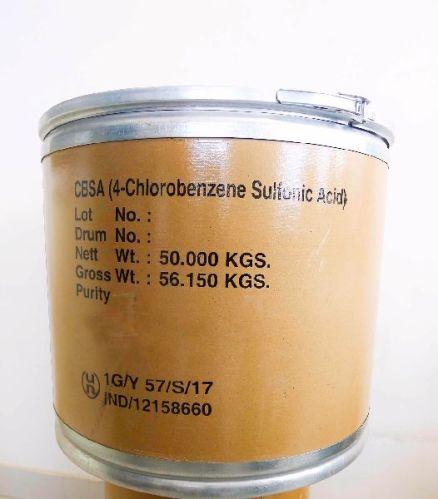 CBSA (4-Chlorobenzene Sulfonic Acid)
Lot No. :
Drum No. :
Nett Wt. : 50.000 KGS.
Gross Wt. : 56.150 KGS.
Purity
un 1G/Y 57/S/17
IND/12158660